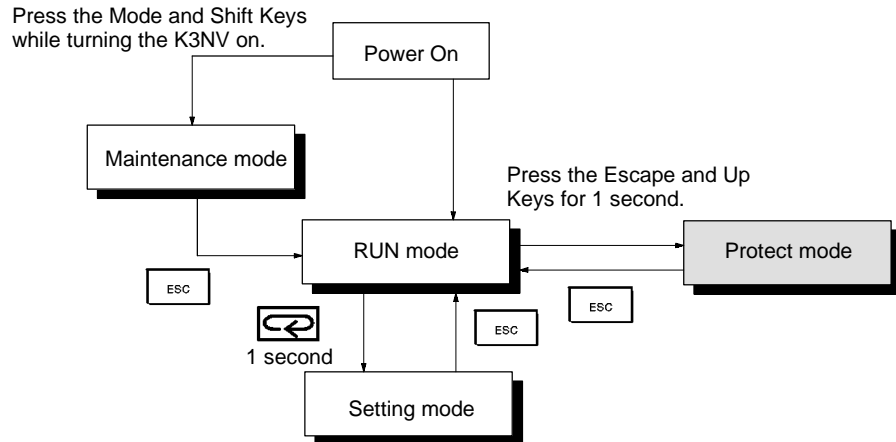 Press the Mode and Shift Keys
while turning the K3NV on.
Power On
Maintenance mode
Press the Escape and Up
Keys for 1 second.
RUN mode
Protect mode
ESC
ESC
ESC
1 second
Setting mode